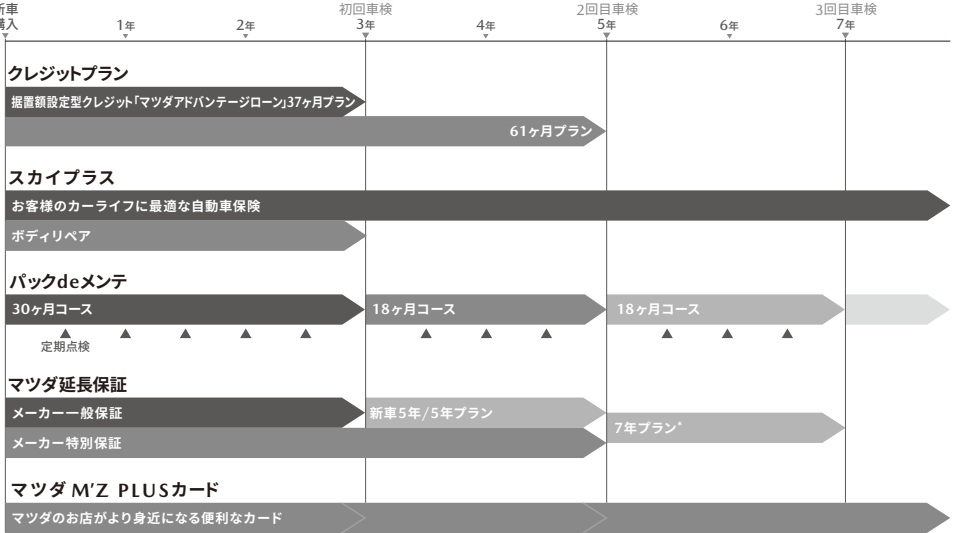 新車 初回車検 2回目車検 3回目車検
購入 1年 2年 3年 4年 5年 6年 7年
クレジットプラン
据置額設定型クレジット「マツダアドバンテージローン」37ヶ月プラン
61ヶ月プラン
スカイプラス
お客様のカーライフに最適な自動車保険
ボディリペア
パックdeメンテ
30ヶ月コース 18ヶ月コース 18ヶ月コース
定期点検
マツダ延長保証
メーカー一般保証 新車5年/5年プラン
7年プラン*
メーカー特別保証
マツダ M'Z PLUSカード
マツダのお店がより身近になる便利なカード